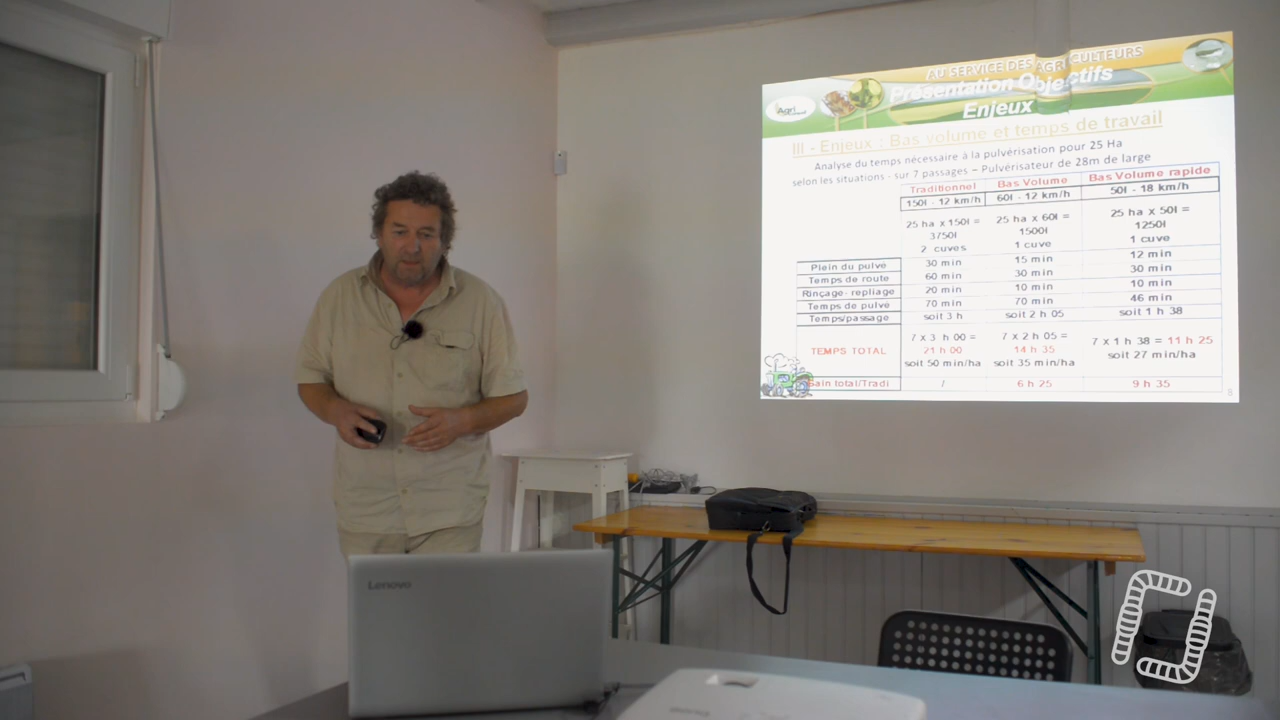 AU SERVICE DES AGRICULTEURS
Présentation Objectifs
Enjeux
Agri
III - Enjeux : Bas volume et temps de travail
Analyse du temps nécessaire à la pulvérisation pour 25 Ha
selon les situations - sur 7 passages – Pulvérisateur de 28m de large
Traditionnel Bas Volume Bas Volume rapide
150l - 12 km/h 60l - 12 km/h 50l - 18 km/h
25 ha x 150l = 25 ha x 60l = 25 ha x 50l =
3750l 1500l 1250l
2 cuves 1 cuve 1 cuve
Plein du pulvé 30 min 15 min 12 min
Temps de route 60 min 30 min 30 min
Rinçage- repliage 20 min 10 min 10 min
Temps de pulvé 70 min 70 min 46 min
Temps/passage soit 3 h soit 2 h 05 soit 1 h 38
7 x 3 h 00 = 7 x 2 h 05 = 7 x 1 h 38 = 11 h 25
TEMPS TOTAL 21 h 00 14 h 35 soit 27 min/ha
soit 50 min/ha soit 35 min/ha
Gain total/Tradi / 6 h 25 9 h 35
Lenovo